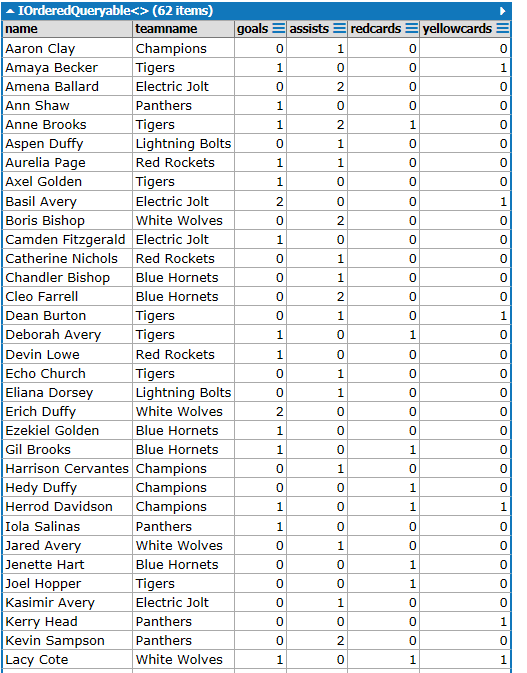 IOrderedQueryable<> (62 items)
name teamname goals assists redcards yellowcards
Aaron Clay Champions 0 1 0 0
Amaya Becker Tigers 1 0 0 1
Amena Ballard Electric Jolt 0 2 0 0
Ann Shaw Panthers 1 0 0 0
Anne Brooks Tigers 1 2 1 0
Aspen Duffy Lightning Bolts 0 1 0 0
Aurelia Page Red Rockets 1 1 0 0
Axel Golden Tigers 1 0 0 0
Basil Avery Electric Jolt 2 0 0 1
Boris Bishop White Wolves 0 2 0 0
Camden Fitzgerald Electric Jolt 1 0 0 0
Catherine Nichols Red Rockets 0 1 0 0
Chandler Bishop Blue Hornets 0 1 0 0
Cleo Farrell Blue Hornets 0 2 0 0
Dean Burton Tigers 0 1 0 1
Deborah Avery Tigers 1 0 1 0
Devin Lowe Red Rockets 1 0 0 0
Echo Church Tigers 0 1 0 0
Eliana Dorsey Lightning Bolts 0 1 0 0
Erich Duffy White Wolves 2 0 0 0
Ezekiel Golden Blue Hornets 1 0 0 0
Gil Brooks Blue Hornets 1 0 1 0
Harrison Cervantes Champions 0 1 0 0
Hedy Duffy Champions 0 0 1 0
Herrod Davidson Champions 1 0 1 1
Iola Salinas Panthers 1 0 0 0
Jared Avery White Wolves 0 1 0 0
Jenette Hart Blue Hornets 0 0 1 0
Joel Hopper Tigers 0 0 1 0
Kasimir Avery Electric Jolt 0 1 0 0
Kerry Head Panthers 0 0 0 1
Kevin Sampson Panthers 0 2 0 0
Lacy Cote White Wolves 1 0 1 1